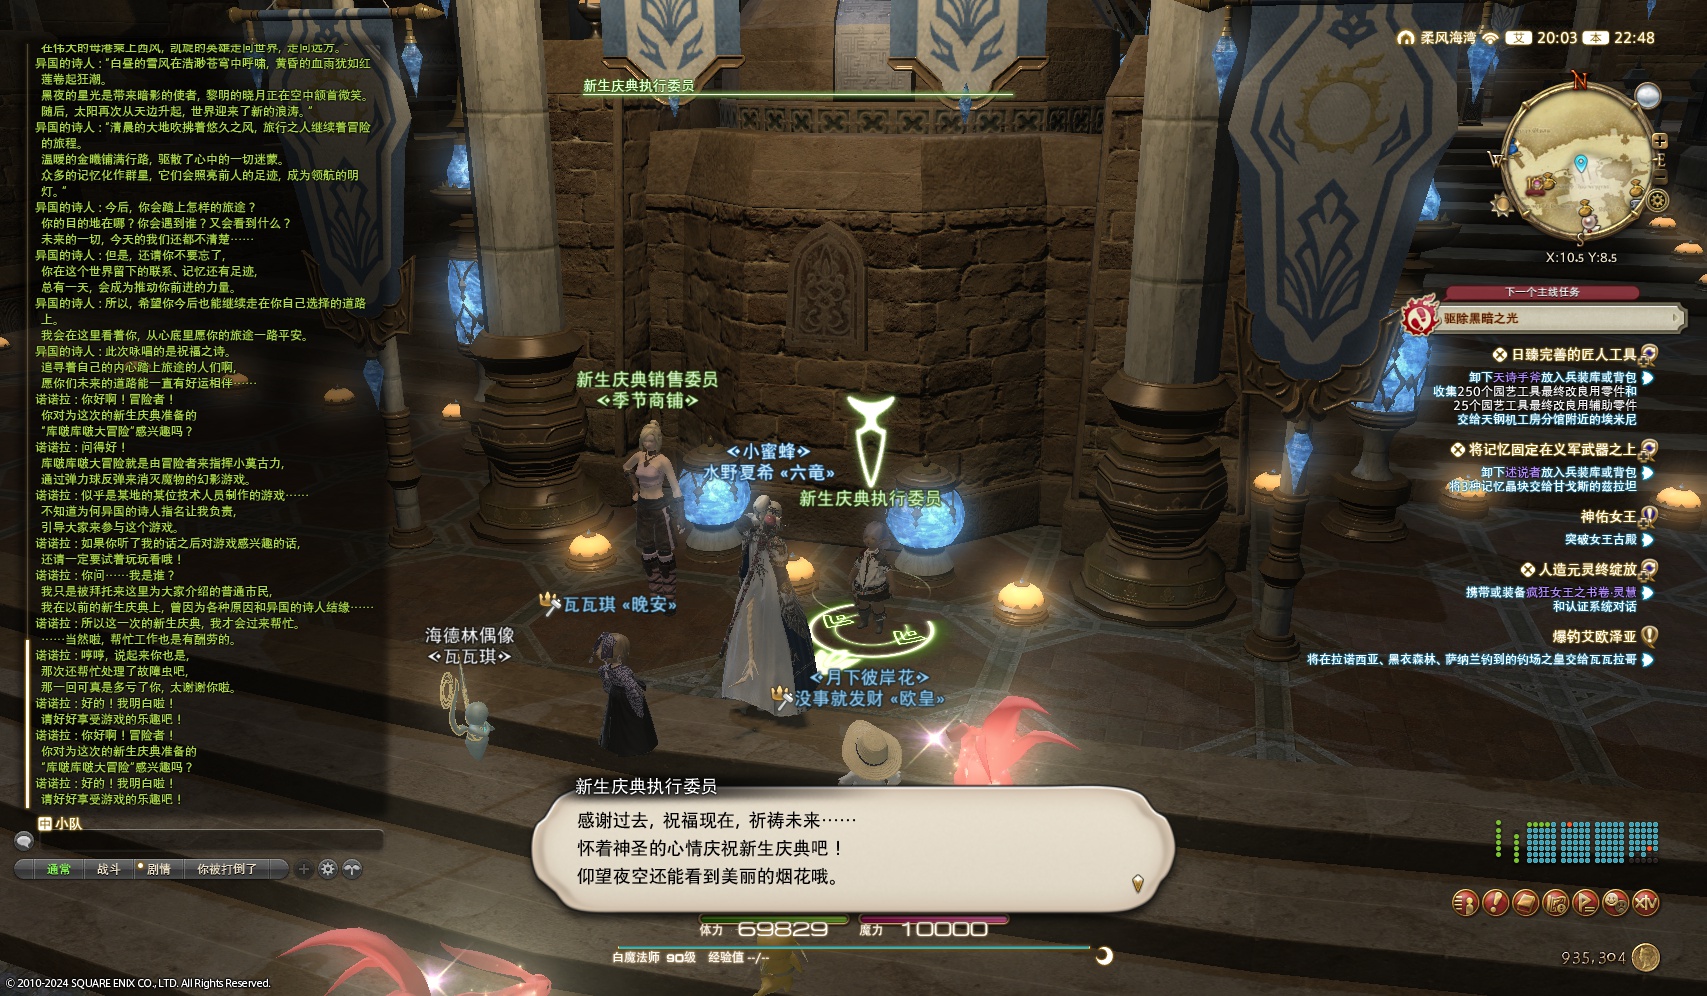 在伟大的母港乘上西风，凯旋的英雄走向世界，走向远方。”
异国的诗人：“白昼的雪风在浩渺苍穹中呼啸，黄昏的血雨犹如红
莲卷起狂潮。
黑夜的星光是带来暗影的使者，黎明的晓月正在空中额首微笑。
随后，太阳再次从天边升起，世界迎来了新的浪涛。”
异国的诗人：“清晨的大地吹拂着悠久之风，旅行之人继续着冒险
的旅程。
温暖的金曦铺满行路，驱散了心中的一切迷蒙。
众多的记忆化作群星，它们会照亮前人的足迹，成为领航的明
灯。”
异国的诗人：今后，你会踏上怎样的旅途？
你的目的地在哪？你会遇到谁？又会看到什么？
未来的一切，今天的我们还都不清楚……
异国的诗人：但是，还请你不要忘了，
你在这个世界留下的联系、记忆还有足迹，
总有一天，会成为推动你前进的力量。
异国的诗人：所以，希望你今后也能继续走在你自己选择的道路
上。
我会在这里看着你，从心底里愿你的旅途一路平安。
异国的诗人：此次咏唱的是祝福之诗。
追寻着自己的内心踏上旅途的人们啊，
愿你们未来的道路能一直有好运相伴……
诺诺拉：你好啊！冒险者！
你对为这次的新生庆典准备的
“库啵库啵大冒险”感兴趣吗？
诺诺拉：问得好！
库啵库啵大冒险就是由冒险者来指挥小莫古力，
通过弹力球反弹来消灭魔物的幻影游戏。
诺诺拉：似乎是某地的某位技术人员制作的游戏……
不知道为何异国的诗人指名让我负责，
引导大家来参与这个游戏。
诺诺拉：如果你听了我的话之后对游戏感兴趣的话，
还请一定要试着玩玩看哦！
诺诺拉：你问……我是谁？
我只是被拜托来这里为大家介绍的普通市民，
我在以前的新生庆典上，曾因为各种原因和异国的诗人结缘……
诺诺拉：所以这一次的新生庆典，我才会过来帮忙。
……当然啦，帮忙工作也是有酬劳的。
诺诺拉：哼哼，说起来你也是，
那次还帮忙处理了故障虫吧，
那一回可真是多亏了你，太谢谢你啦。
诺诺拉：好的！我明白啦！
请好好享受游戏的乐趣吧！
诺诺拉：你好啊！冒险者！
你对为这次的新生庆典准备的
“库啵库啵大冒险”感兴趣吗？
诺诺拉：好的！我明白啦！
请好好享受游戏的乐趣吧！
中 小队
通常 战斗 剧情 你被打倒了
新生庆典执行委员
新生庆典销售委员
<季节商铺>
<小蜜蜂>
水野夏希 «六竜»
新生庆典执行委员
瓦瓦琪 «晚安»
海德林偶像
<瓦瓦琪>
<月下彼岸花>
没事就发财 «欧皇»
新生庆典执行委员
感谢过去，祝福现在，祈祷未来……
怀着神圣的心情庆祝新生庆典吧！
仰望夜空还能看到美丽的烟花哦。
体力 69829 魔力 10000
白魔法师 90级 经验值 --/--
柔风海湾 艾 20:03 本 22:48
N
W
E
S
X:10.5 Y:8.5
下一个主线任务
驱除黑暗之光
日臻完善的匠人工具
卸下天诗手斧放入兵装库或背包
收集250个园艺工具最终改良用零件和
25个园艺工具最终改良用辅助零件
交给天钢机工房分馆附近的埃米尼
将记忆固定在义军武器之上
卸下述说者放入兵装库或背包
将3种记忆晶块交给甘戈斯的兹拉坦
神佑女王
突破女王古殿
人造元灵终绽放
携带或装备疯狂女王之书卷·灵慧
和认证系统对话
爆钓艾欧泽亚
将在拉诺西亚、黑衣森林、萨纳兰钓到的钓场之皇交给瓦瓦拉哥
XIV
935,304
© 2010-2024 SQUARE ENIX CO., LTD. All Rights Reserved.